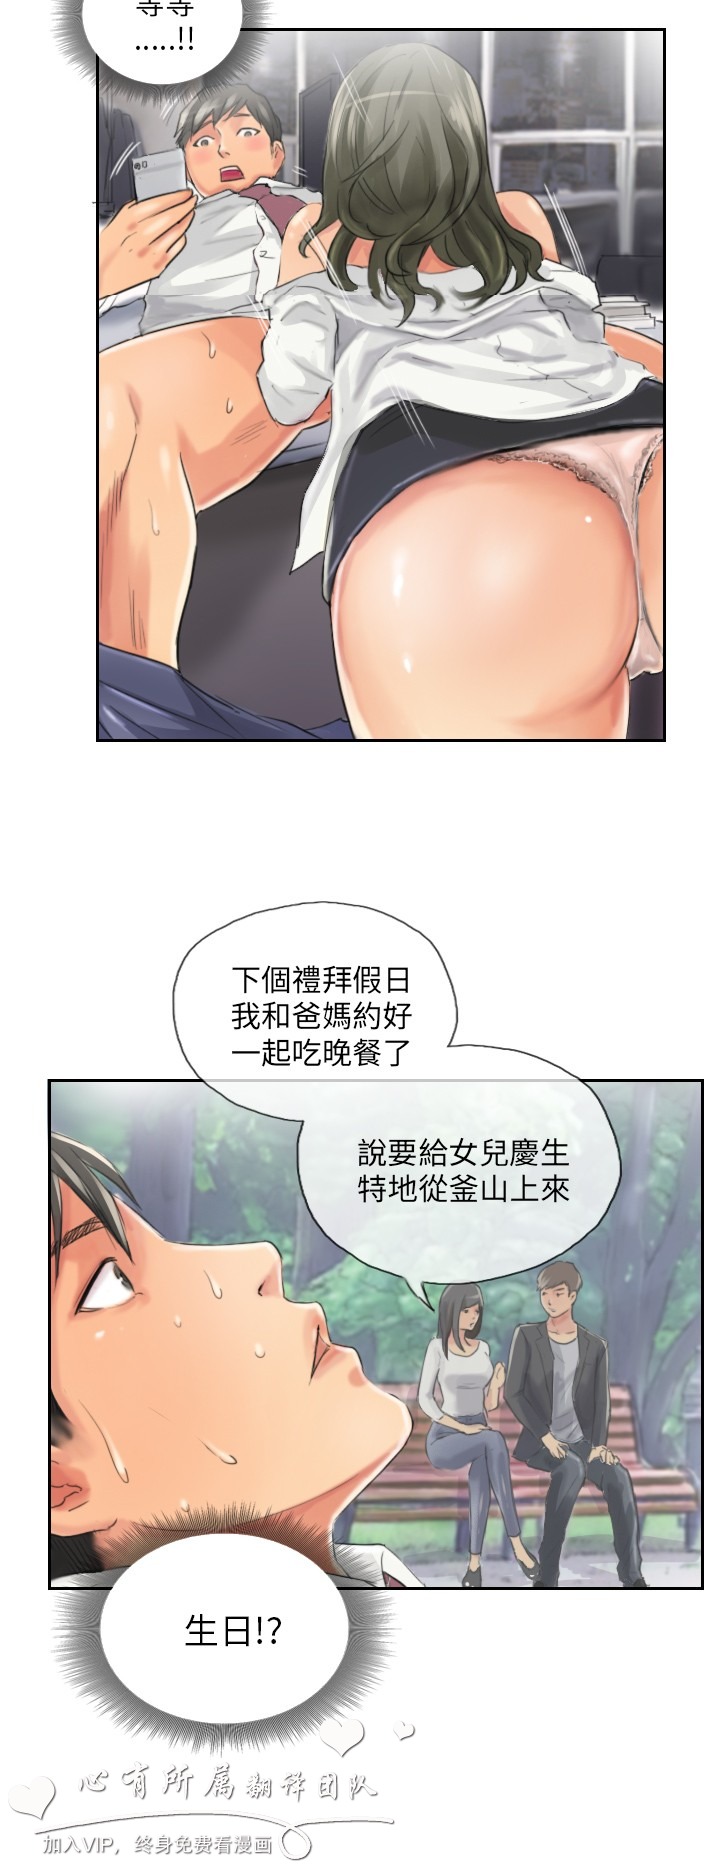 等等
.....!!
下個禮拜假日
我和爸媽約好
一起吃晚餐了
說要給女兒慶生
特地從釜山上來
生日!?
心有所属翻译团队
加入VIP，终身免费看漫画